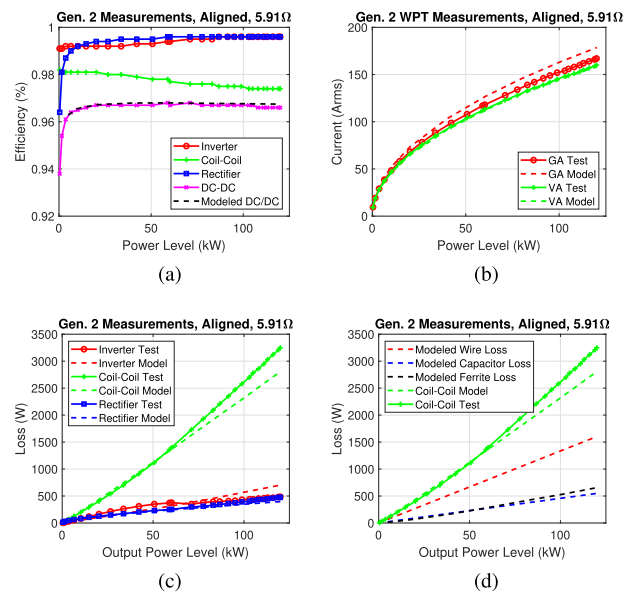 Gen. 2 Measurements, Aligned, 5.91Ω
1
0.98
0.96
0.94
0.92
Efficiency (%)
Inverter
Coil-Coil
Rectifier
DC-DC
Modeled DC/DC
0
50
100
Power Level (kW)
(a)
Gen. 2 WPT Measurements, Aligned, 5.91Ω
200
150
100
50
0
Current (Arms)
GA Test
GA Model
VA Test
VA Model
0
50
100
Power Level (kW)
(b)
Gen. 2 Measurements, Aligned, 5.91Ω
3500
3000
2500
2000
1500
1000
500
0
Loss (W)
Inverter Test
Inverter Model
Coil-Coil Test
Coil-Coil Model
Rectifier Test
Rectifier Model
0
50
100
Output Power Level (kW)
(c)
Gen. 2 Measurements, Aligned, 5.91Ω
3500
3000
2500
2000
1500
1000
500
0
Loss (W)
Modeled Wire Loss
Modeled Capacitor Loss
Modeled Ferrite Loss
Coil-Coil Model
Coil-Coil Test
0
50
100
Output Power Level (kW)
(d)